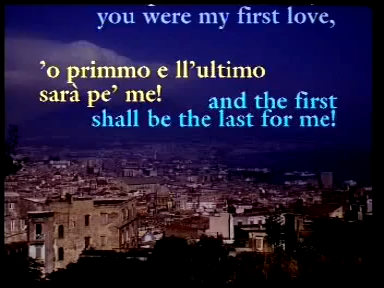 you were my first love,
'o primmo e ll'ultimo
sarà pe' me!
and the first
shall be the last for me!